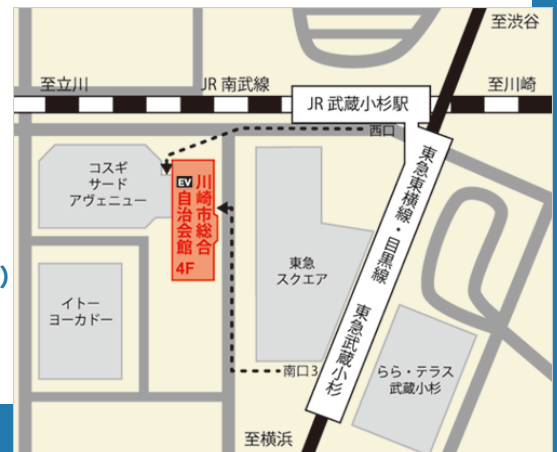 至渋谷
至立川
JR 南武線
至川崎
JR 武蔵小杉駅
西口
コスギ
サード
アヴェニュー
EV
川崎市総合
自治会館
4F
東急東横線・目黒線 東急武蔵小杉
東急
スクエア
)
イトー
ヨーカドー
南口3
らら・テラス
武蔵小杉
至横浜